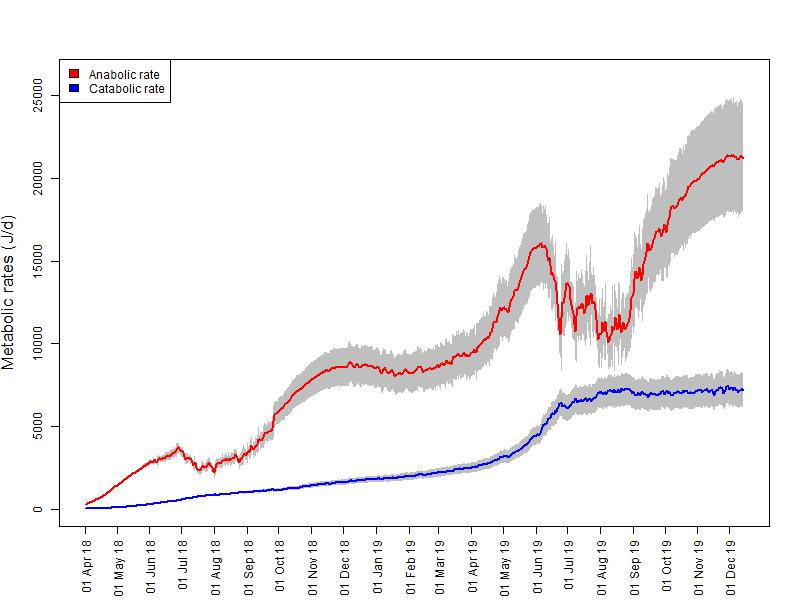 Anabolic rate
Catabolic rate
Metabolic rates (J/d)
25000
20000
15000
10000
5000
0
01 Apr 18
01 May 18
01 Jun 18
01 Jul 18
01 Aug 18
01 Sep 18
01 Oct 18
01 Nov 18
01 Dec 18
01 Jan 19
01 Feb 19
01 Mar 19
01 Apr 19
01 May 19
01 Jun 19
01 Jul 19
01 Aug 19
01 Sep 19
01 Oct 19
01 Nov 19
01 Dec 19